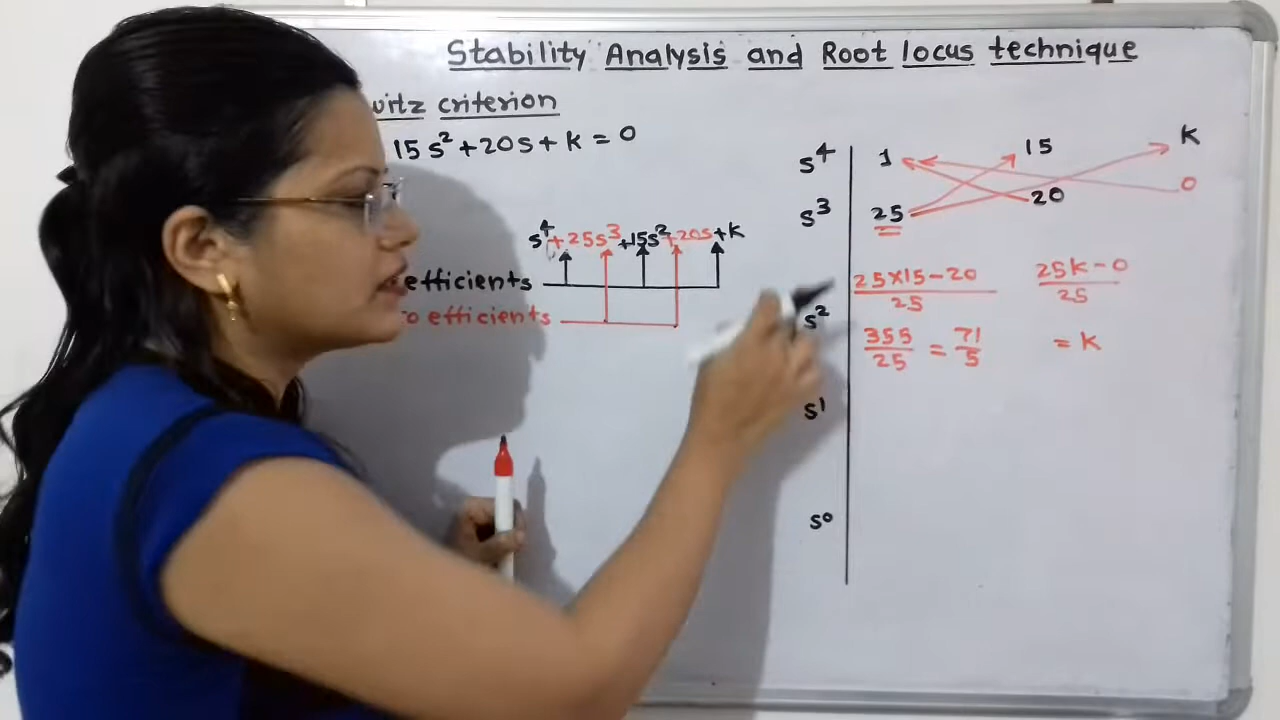 Stability Analysis and Root locus technique
witz criterion
15s²+20s+k=0
s⁴+25s³+15s²+20s+k
efficients
oefficients
s⁴ 1 15 k
s³ 25 20 0
s² 25×15-20/25 25k-0/25
355/25 = 71/5 = k
s¹
s⁰